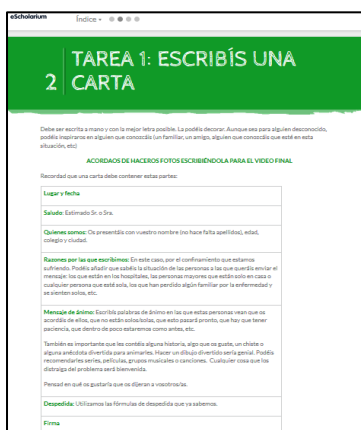 eScholarium
Índice
TAREA 1: ESCRIBÍS UNA
2 CARTA
Debe ser escrita a mano y con la mejor letra posible. La podéis decorar. Aunque sea para alguien desconocido,
podéis inspiraros en alguien que conozcáis (un familiar, un amigo, alguien que conozcáis que esté en esta
situación, etc)
ACORDAOS DE HACEROS FOTOS ESCRIBIÉNDOLA PARA EL VIDEO FINAL
Recordad que una carta debe contener estas partes:
Lugar y fecha
Saludo: Estimado Sr. o Sra.
Quienes somos: Os presentáis con vuestro nombre (no hace falta apellidos), edad,
colegio y ciudad.
Razones por las que escribimos: En este caso, por el confinamiento que estamos
sufriendo. Podéis añadir que sabéis la situación de las personas a las que queráis enviar el
mensaje: los que están en los hospitales, las personas mayores que están solo en casa o
cualquier persona que esté sola, los que han perdido algún familiar por la enfermedad y
se sienten solos, etc.
Mensaje de ánimo: Escribís palabras de ánimo en las que estas personas vean que os
acordáis de ellos, que no están solos/solas, que esto pasará pronto, que hay que tener
paciencia, que dentro de poco estaremos como antes, etc.
También es importante que les contéis alguna historia, algo que os guste, un chiste o
alguna anécdota divertida para animarles. Hacer un dibujo divertido sería genial. Podéis
recomendarles series, películas, grupos musicales o canciones. Cualquier cosa que los
distraiga del problema será bienvenida.
Pensad en qué os gustaría que os dijeran a vosotros/as.
Despedida: Utilizamos las fórmulas de despedida que ya sabemos.
Firma